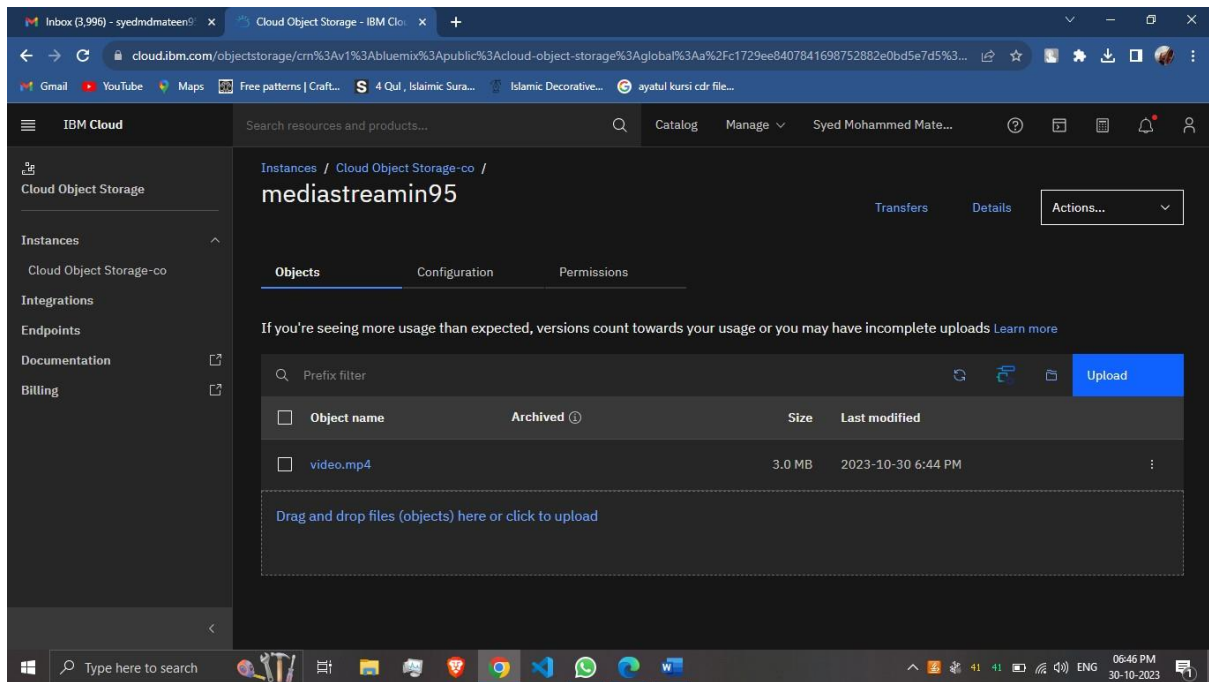 Inbox (3,996) - syedmdmateen9
Cloud Object Storage - IBM Clou
cloud.ibm.com/objectstorage/crn%3Av1%3Abluemix%3Apublic%3Acloud-object-storage%3Aglobal%3Aa%2Fc1729ee8407841698752882e0bd5e7d5%3...
Gmail YouTube Maps Free patterns | Craft... 4 Qul , Islaimic Sura... Islamic Decorative... ayatul kursi cdr file...
IBM Cloud Search resources and products... Catalog Manage Syed Mohammed Mate...
Cloud Object Storage
Instances
Cloud Object Storage-co
Integrations
Endpoints
Documentation
Billing
Instances / Cloud Object Storage-co /
mediastreamin95
Transfers Details Actions...
Objects Configuration Permissions
If you're seeing more usage than expected, versions count towards your usage or you may have incomplete uploads Learn more
Prefix filter Upload
Object name Archived Size Last modified
video.mp4 3.0 MB 2023-10-30 6:44 PM
Drag and drop files (objects) here or click to upload
Type here to search 41 41 ENG 06:46 PM
30-10-2023 1